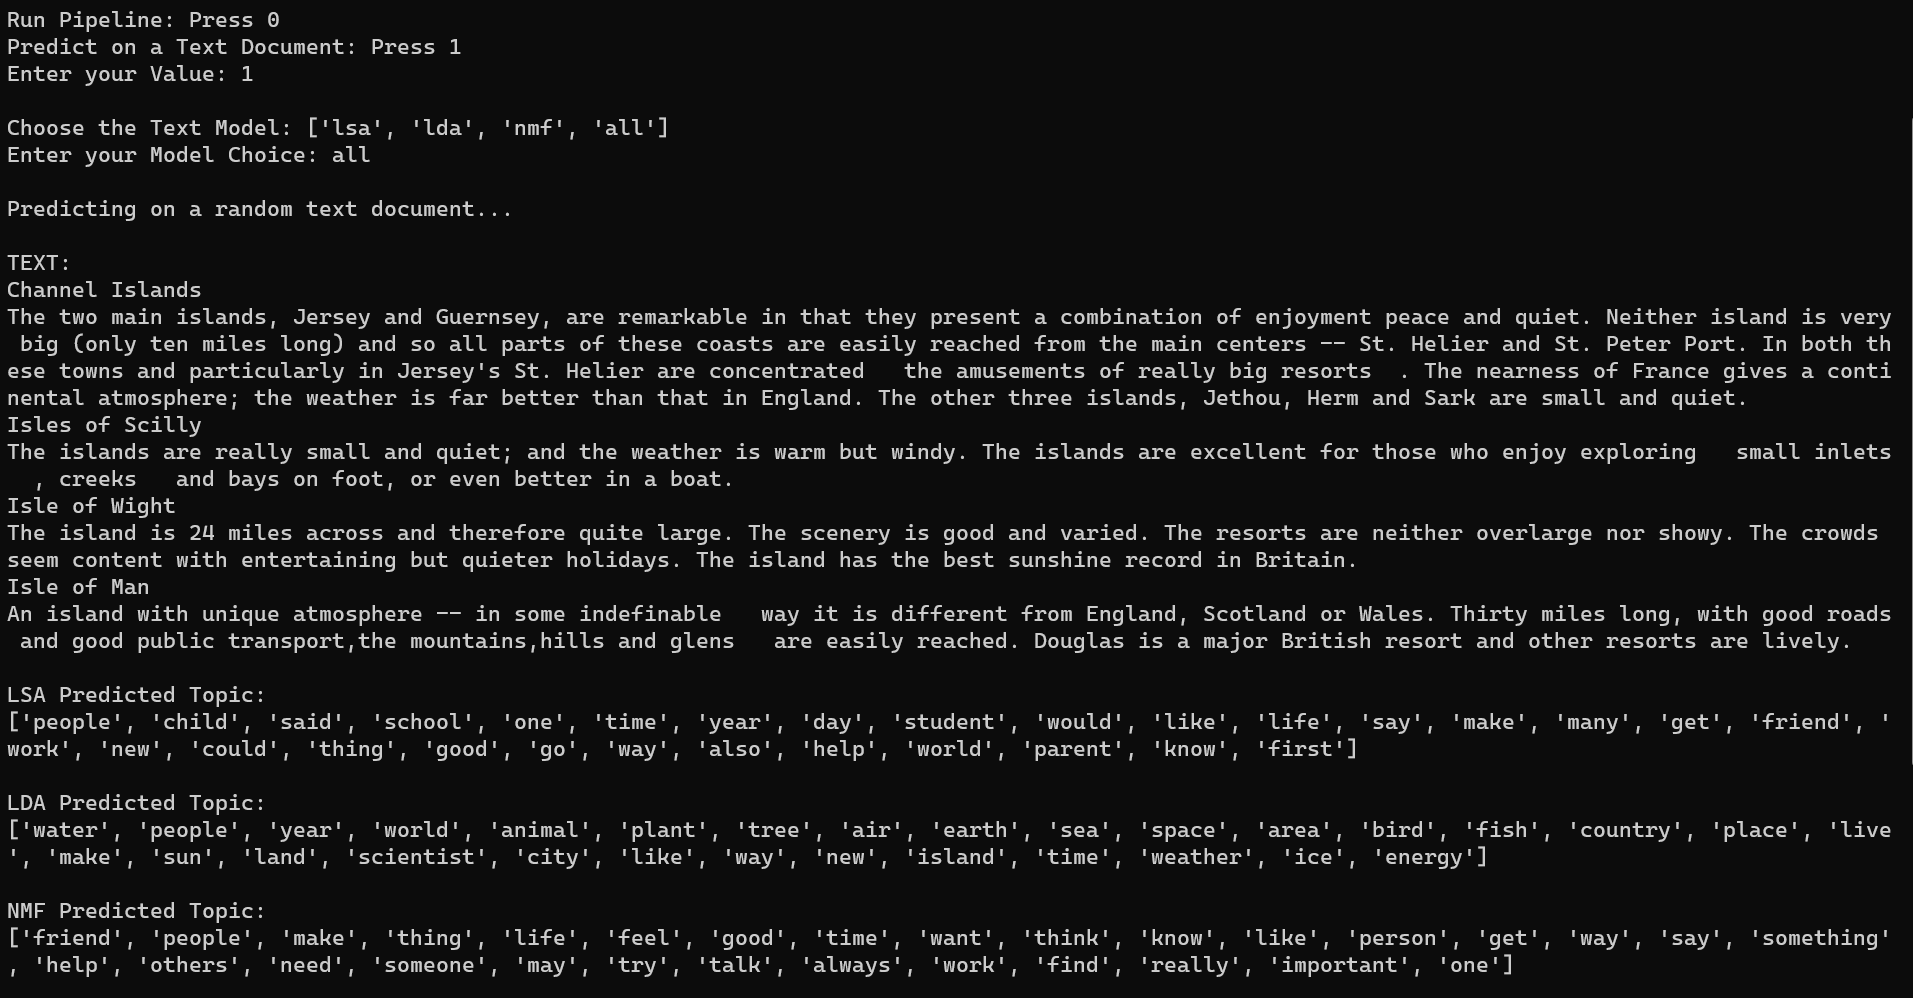 Run Pipeline: Press 0
Predict on a Text Document: Press 1
Enter your Value: 1
Choose the Text Model: ['lsa', 'lda', 'nmf', 'all']
Enter your Model Choice: all
Predicting on a random text document...
TEXT:
Channel Islands
The two main islands, Jersey and Guernsey, are remarkable in that they present a combination of enjoyment peace and quiet. Neither island is very
 big (only ten miles long) and so all parts of these coasts are easily reached from the main centers -- St. Helier and St. Peter Port. In both th
ese towns and particularly in Jersey's St. Helier are concentrated   the amusements of really big resorts  . The nearness of France gives a conti
nental atmosphere; the weather is far better than that in England. The other three islands, Jethou, Herm and Sark are small and quiet.
Isles of Scilly
The islands are really small and quiet; and the weather is warm but windy. The islands are excellent for those who enjoy exploring   small inlets
  , creeks   and bays on foot, or even better in a boat.
Isle of Wight
The island is 24 miles across and therefore quite large. The scenery is good and varied. The resorts are neither overlarge nor showy. The crowds
seem content with entertaining but quieter holidays. The island has the best sunshine record in Britain.
Isle of Man
An island with unique atmosphere -- in some indefinable   way it is different from England, Scotland or Wales. Thirty miles long, with good roads
 and good public transport,the mountains,hills and glens   are easily reached. Douglas is a major British resort and other resorts are lively.
LSA Predicted Topic:
['people', 'child', 'said', 'school', 'one', 'time', 'year', 'day', 'student', 'would', 'like', 'life', 'say', 'make', 'many', 'get', 'friend', '
work', 'new', 'could', 'thing', 'good', 'go', 'way', 'also', 'help', 'world', 'parent', 'know', 'first']
LDA Predicted Topic:
['water', 'people', 'year', 'world', 'animal', 'plant', 'tree', 'air', 'earth', 'sea', 'space', 'area', 'bird', 'fish', 'country', 'place', 'live
', 'make', 'sun', 'land', 'scientist', 'city', 'like', 'way', 'new', 'island', 'time', 'weather', 'ice', 'energy']
NMF Predicted Topic:
['friend', 'people', 'make', 'thing', 'life', 'feel', 'good', 'time', 'want', 'think', 'know', 'like', 'person', 'get', 'way', 'say', 'something'
, 'help', 'others', 'need', 'someone', 'may', 'try', 'talk', 'always', 'work', 'find', 'really', 'important', 'one']